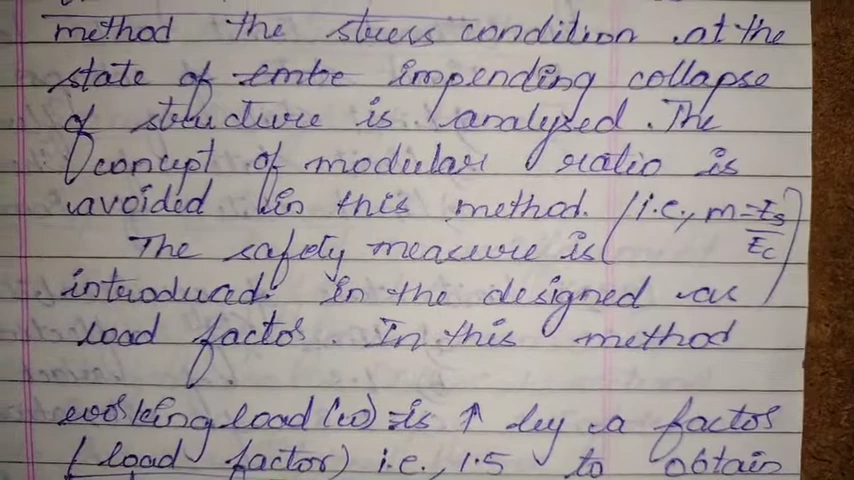 method the stress condition at the
state of embe impending collapse
of structure is analysed. The
concept of modular ratio is
avoided in this method. (i.e., m = Es/Ec)
The safety measure is
introduced in the designed as
load factor. In this method
working load (w) is ↑ by a factor
(load factor) i.e., 1.5 to obtain